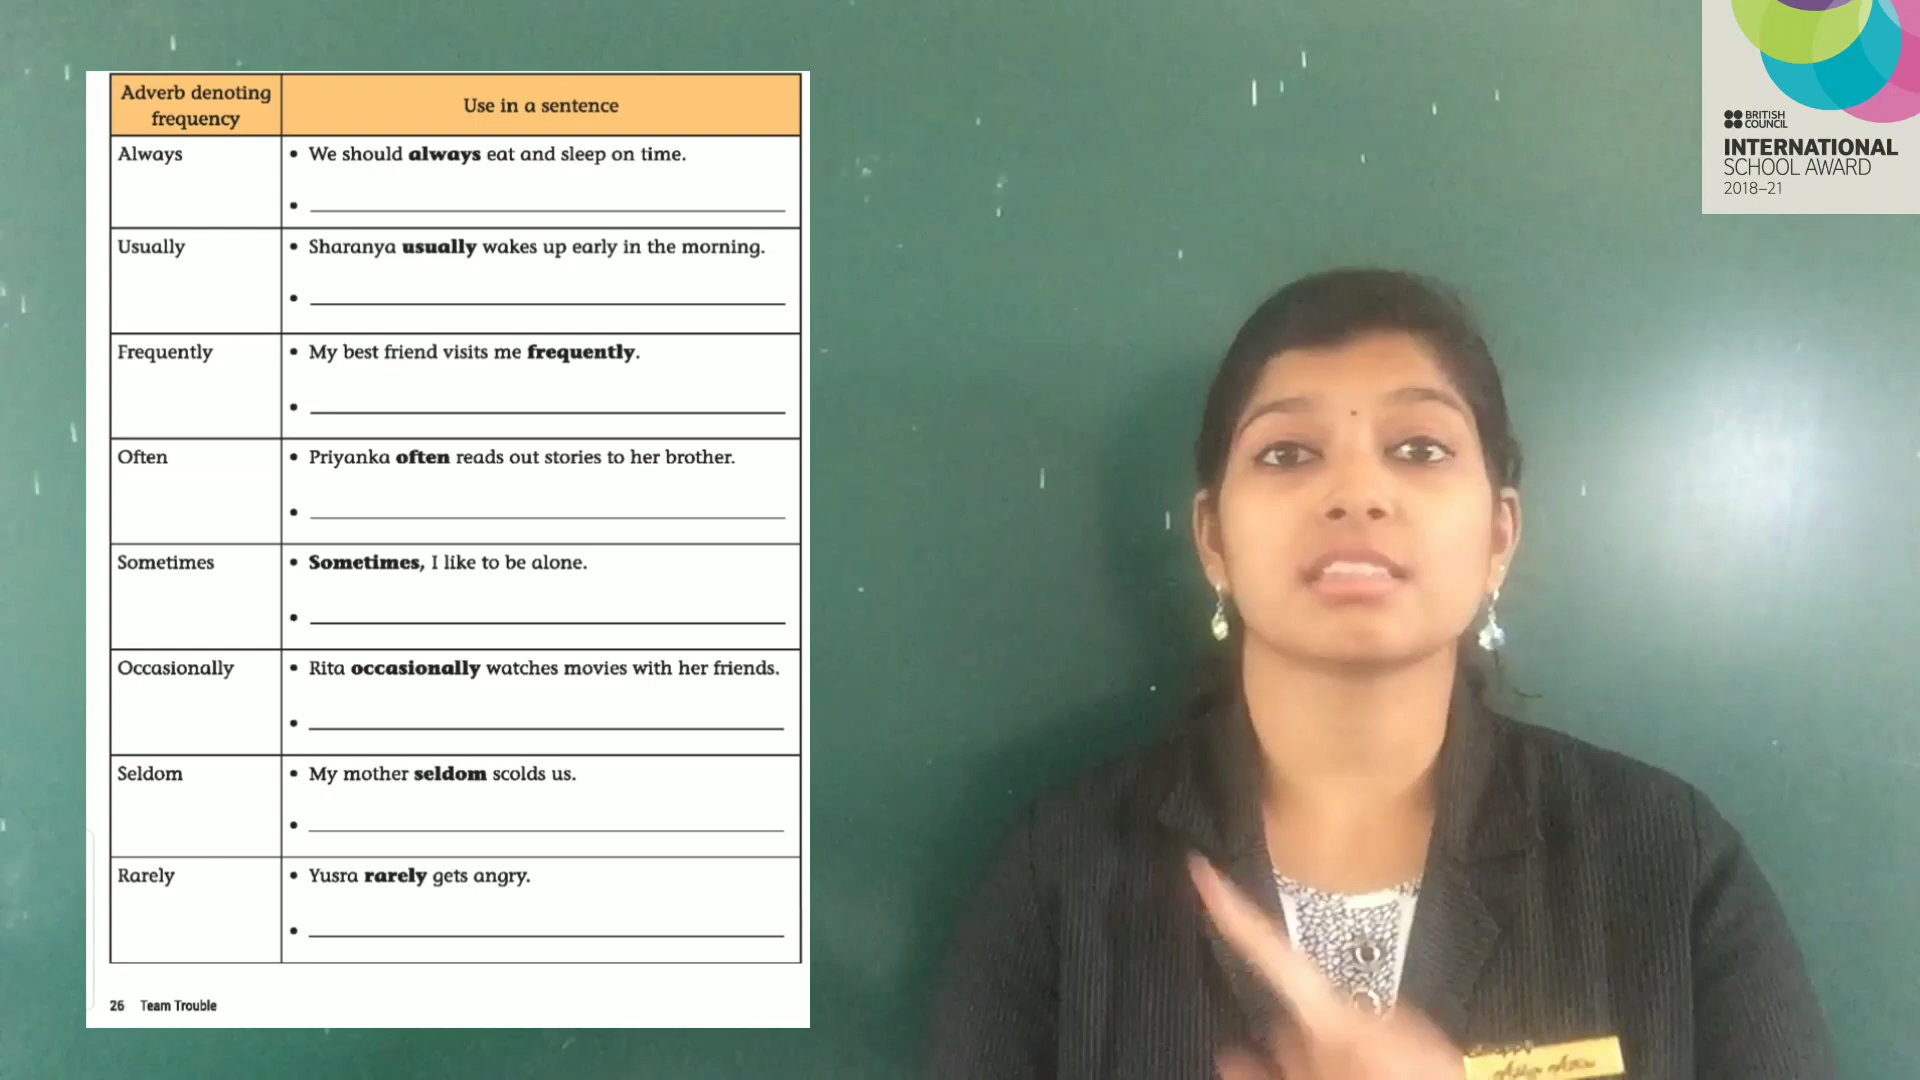 Adverb denoting
frequency
Use in a sentence
Always
• We should always eat and sleep on time.
•
Usually
• Sharanya usually wakes up early in the morning.
•
Frequently
• My best friend visits me frequently.
•
Often
• Priyanka often reads out stories to her brother.
•
Sometimes
• Sometimes, I like to be alone.
•
Occasionally
• Rita occasionally watches movies with her friends.
•
Seldom
• My mother seldom scolds us.
•
Rarely
• Yusra rarely gets angry.
•
26 Team Trouble
BRITISH
COUNCIL
INTERNATIONAL
SCHOOL AWARD
2018–21